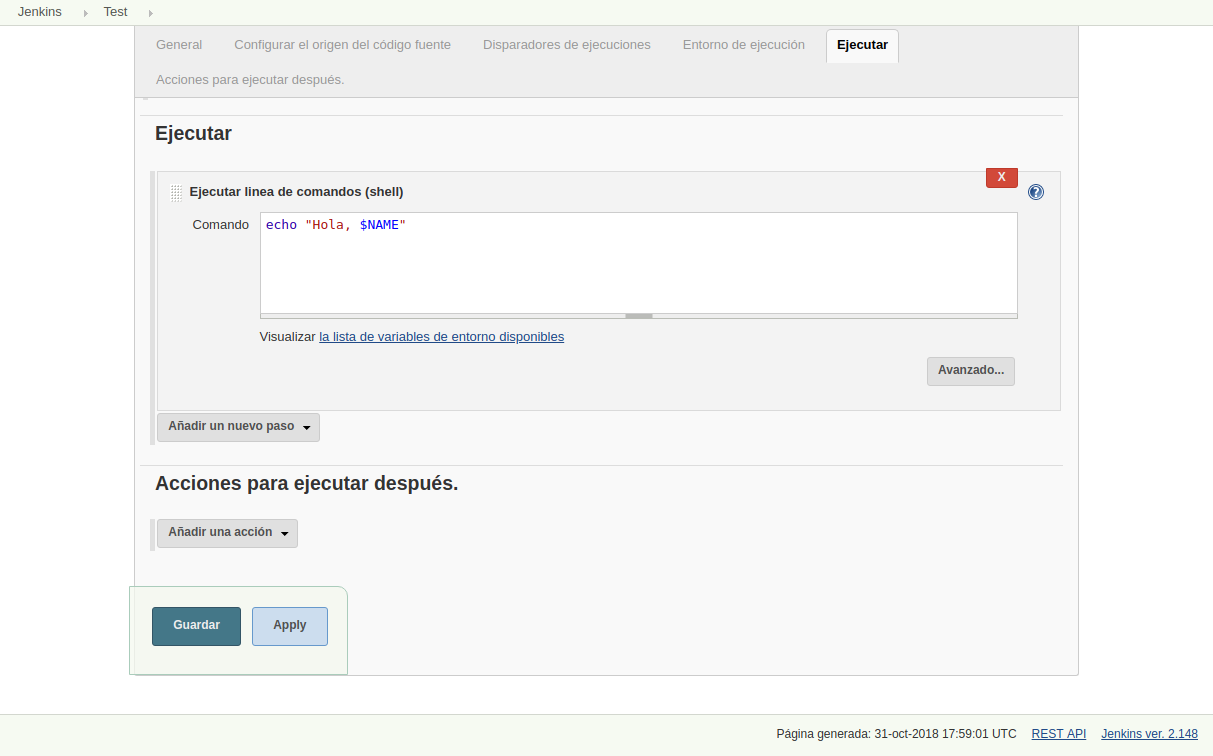 Jenkins Test
General Configurar el origen del código fuente Disparadores de ejecuciones Entorno de ejecución Ejecutar
Acciones para ejecutar después.
Ejecutar
X
Ejecutar linea de comandos (shell) ?
Comando echo "Hola, $NAME"
Visualizar la lista de variables de entorno disponibles
Avanzado...
Añadir un nuevo paso
Acciones para ejecutar después.
Añadir una acción
Guardar Apply
Página generada: 31-oct-2018 17:59:01 UTC REST API Jenkins ver. 2.148